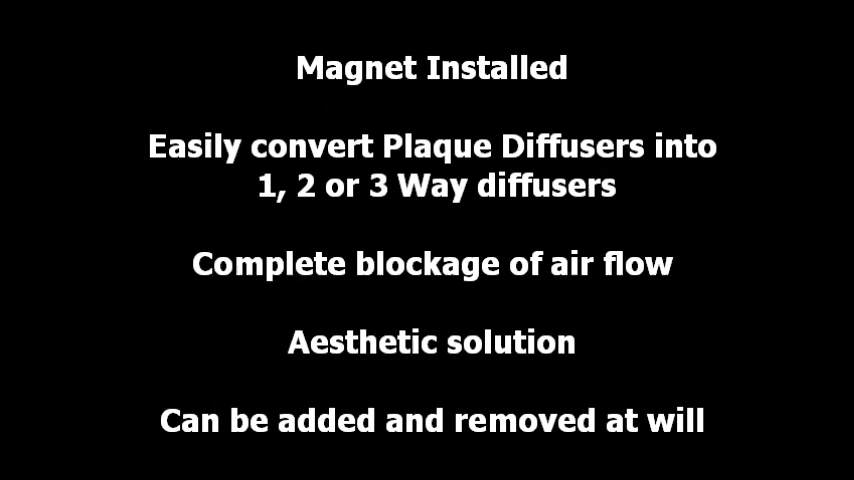 Magnet Installed
Easily convert Plaque Diffusers into
1, 2 or 3 Way diffusers
Complete blockage of air flow
Aesthetic solution
Can be added and removed at will